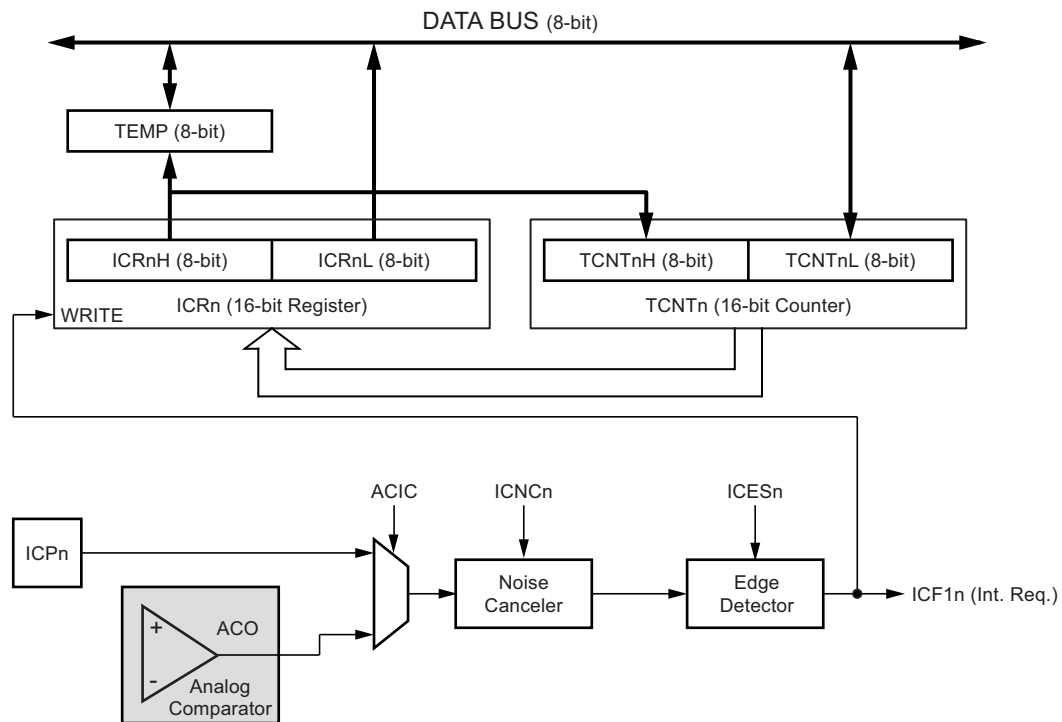 DATA BUS (8-bit)
TEMP (8-bit)
ICRnH (8-bit)
ICRnL (8-bit)
TCNTnH (8-bit)
TCNTnL (8-bit)
WRITE
ICRn (16-bit Register)
TCNTn (16-bit Counter)
ACIC
ICNCn
ICESn
ICPn
Noise
Canceler
Edge
Detector
ICF1n (Int. Req.)
+
ACO
-
Analog
Comparator